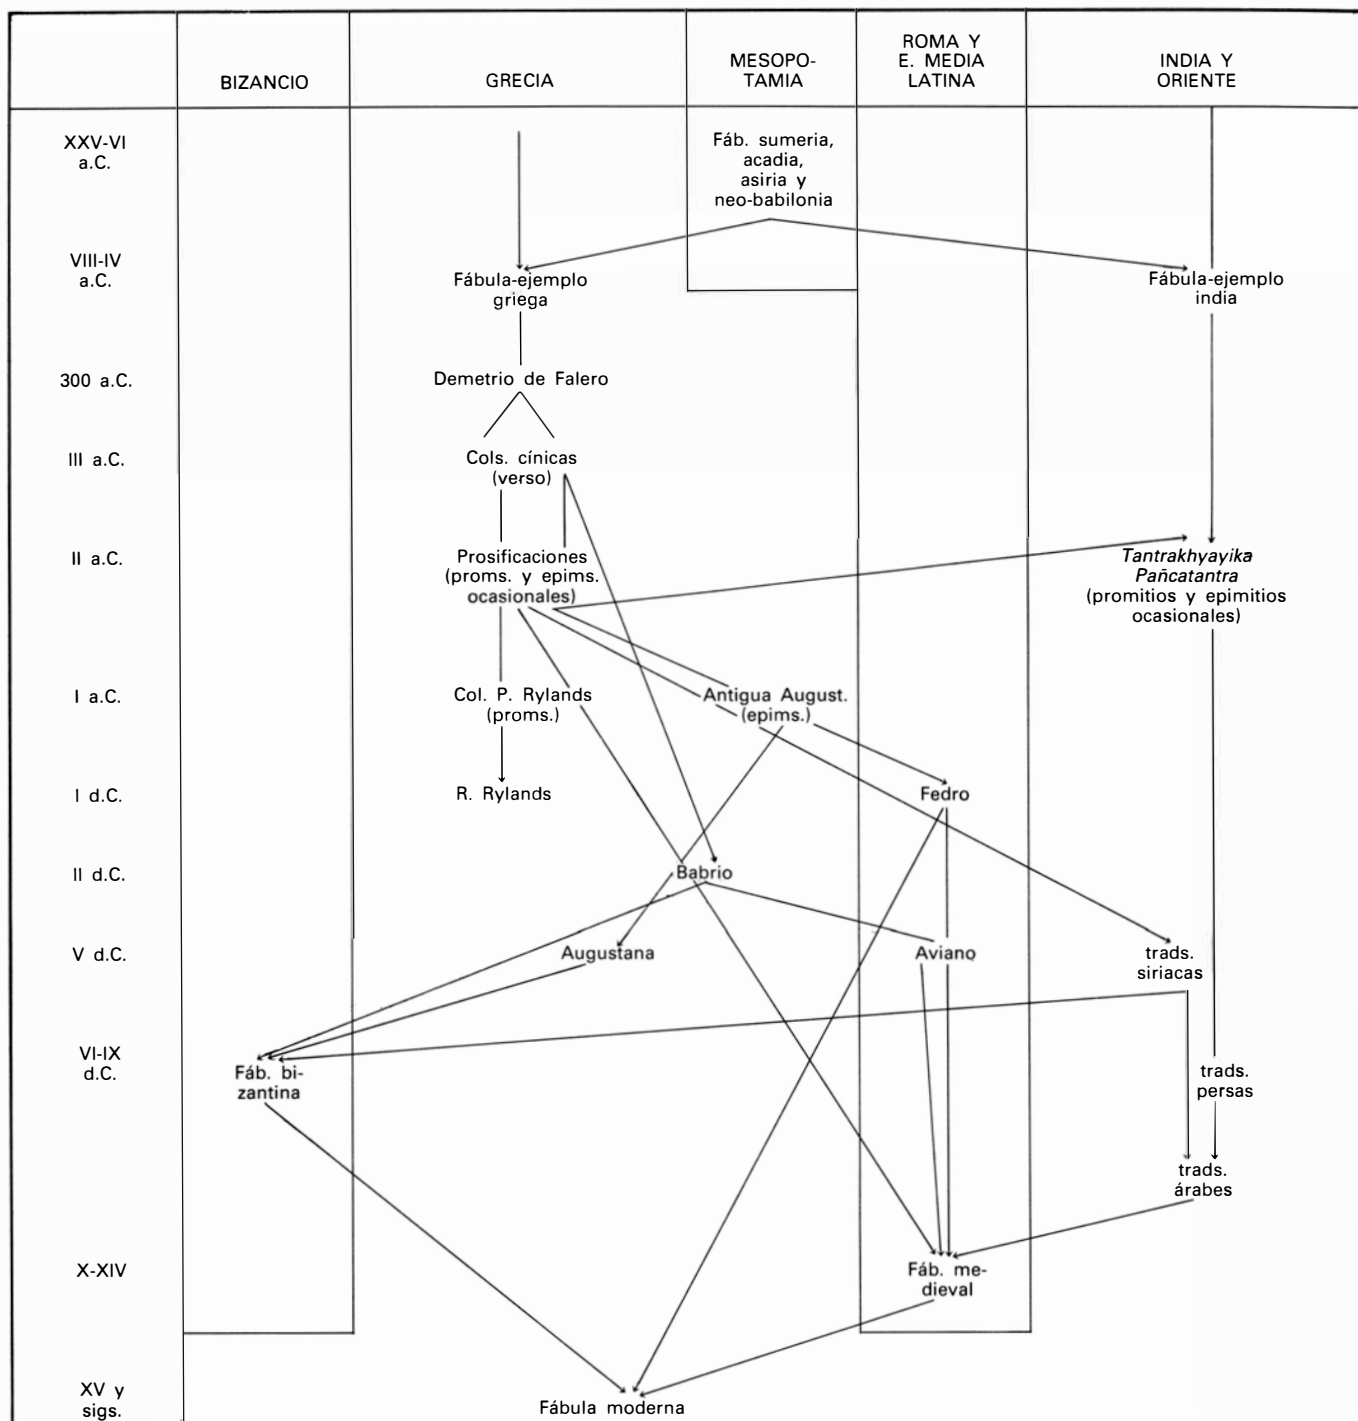 BIZANCIO
GRECIA
MESOPO-
TAMIA
ROMA Y
E. MEDIA
LATINA
INDIA Y
ORIENTE
XXV-VI
a.C.
Fáb. sumeria,
acadia,
asiria y
neo-babilonia
VIII-IV
a.C.
Fábula-ejemplo
griega
Fábula-ejemplo
india
300 a.C.
Demetrio de Falero
III a.C.
Cols. cínicas
(verso)
II a.C.
Prosificaciones
(proms. y epims.
ocasionales)
Tantrakhyayika
Pañcatantra
(promitios y epimitios
ocasionales)
I a.C.
Col. P. Rylands
(proms.)
Antigua August.
(epims.)
I d.C.
R. Rylands
Fedro
II d.C.
Babrio
V d.C.
Augustana
Aviano
trads.
siriacas
VI-IX
d.C.
Fáb. bi-
zantina
trads.
persas
trads.
árabes
X-XIV
Fáb. me-
dieval
XV y
sigs.
Fábula moderna